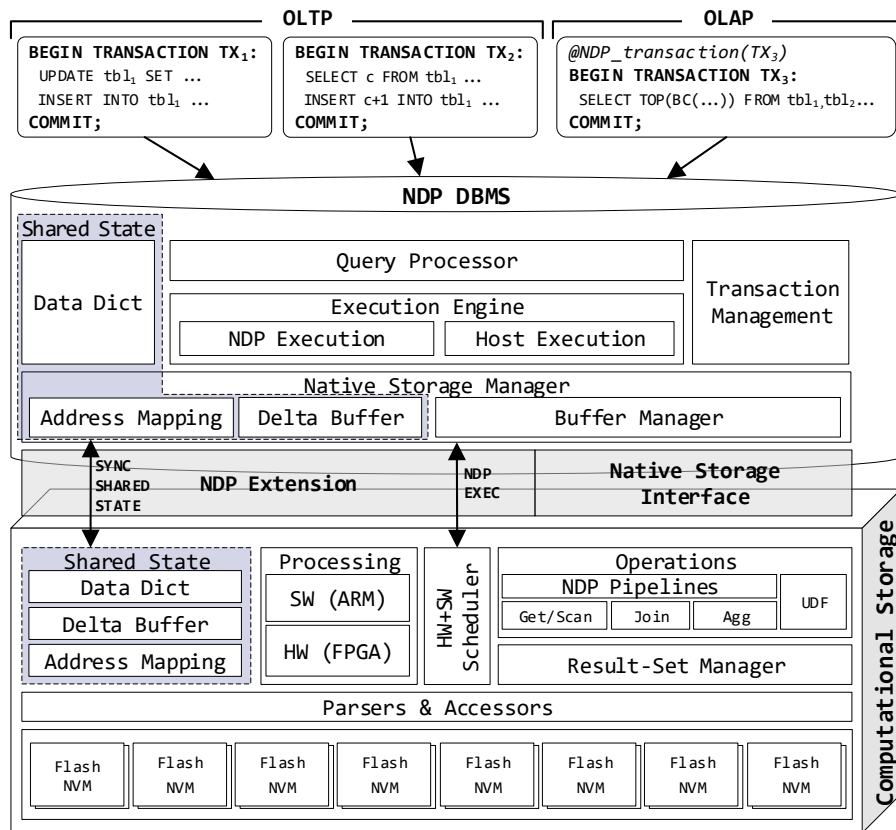 OLTP
OLAP
BEGIN TRANSACTION TX₁:
UPDATE tbl₁ SET ...
INSERT INTO tbl₁ ...
COMMIT;
BEGIN TRANSACTION TX₂:
SELECT c FROM tbl₁ ...
INSERT c+1 INTO tbl₁ ...
COMMIT;
@NDP_transaction(TX₃)
BEGIN TRANSACTION TX₃:
SELECT TOP(BC(...)) FROM tbl₁,tbl₂...
COMMIT;
NDP DBMS
Shared State
Data Dict
Query Processor
Execution Engine
NDP Execution
Host Execution
Transaction
Management
Native Storage Manager
Address Mapping
Delta Buffer
Buffer Manager
SYNC
SHARED
STATE
NDP Extension
NDP
EXEC
Native Storage
Interface
Computational Storage
Shared State
Data Dict
Delta Buffer
Address Mapping
Processing
SW (ARM)
HW (FPGA)
HW+SW
Scheduler
Operations
NDP Pipelines
Get/Scan
Join
Agg
UDF
Result-Set Manager
Parsers & Accessors
Flash
NVM
Flash
NVM
Flash
NVM
Flash
NVM
Flash
NVM
Flash
NVM
Flash
NVM
Flash
NVM